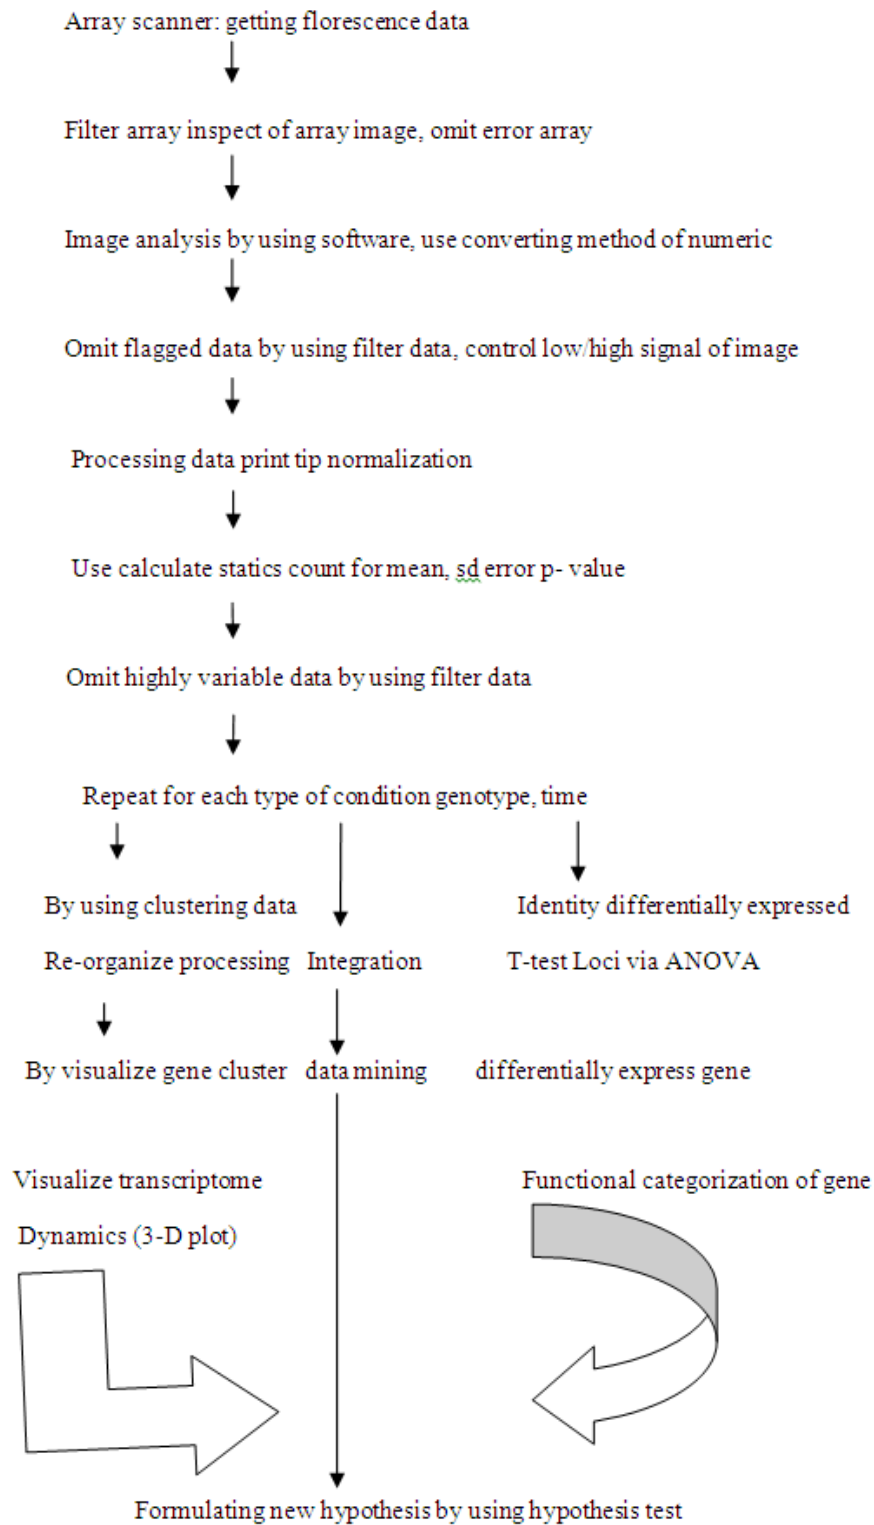 Array scanner: getting florescence data
Filter array inspect of array image, omit error array
Image analysis by using software, use converting method of numeric
Omit flagged data by using filter data, control low/high signal of image
Processing data print tip normalization
Use calculate statics count for mean, sd error p- value
Omit highly variable data by using filter data
Repeat for each type of condition genotype, time
By using clustering data Identity differentially expressed
Re-organize processing Integration T-test Loci via ANOVA
By visualize gene cluster data mining differentially express gene
Visualize transcriptome Functional categorization of gene
Dynamics (3-D plot)
Formulating new hypothesis by using hypothesis test